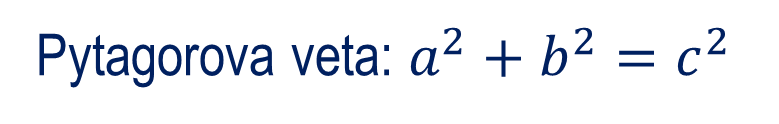 Pytagorova veta: a² + b² = c²